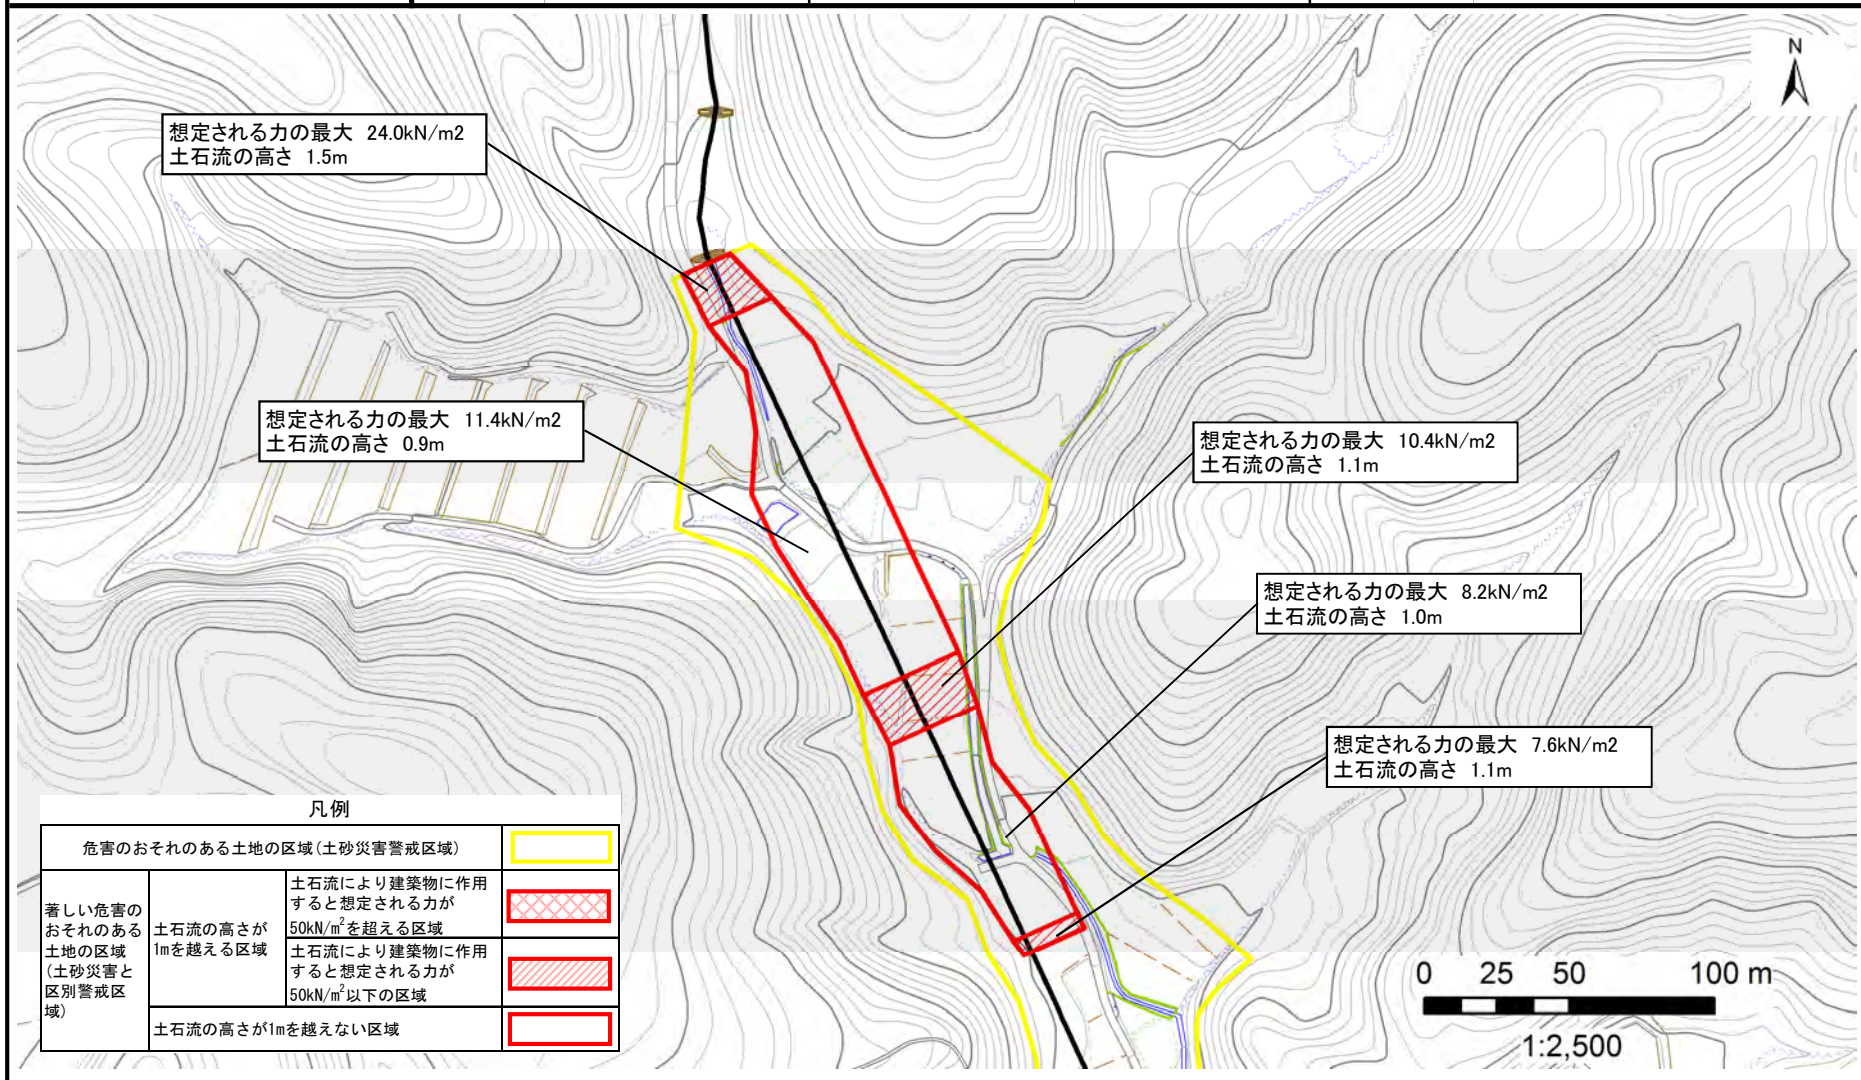 N
想定される力の最大 24.0kN/m2
土石流の高さ 1.5m
想定される力の最大 11.4kN/m2
土石流の高さ 0.9m
想定される力の最大 10.4kN/m2
土石流の高さ 1.1m
想定される力の最大 8.2kN/m2
土石流の高さ 1.0m
想定される力の最大 7.6kN/m2
土石流の高さ 1.1m
凡例
危害のおそれのある土地の区域(土砂災害警戒区域)
著しい危害の
おそれのある
土地の区域
(土砂災害と
区別警戒区
域)
土石流の高さが
1mを越える区域
土石流により建築物に作用
すると想定される力が
50kN/m²を超える区域
土石流により建築物に作用
すると想定される力が
50kN/m²以下の区域
土石流の高さが1mを越えない区域
0 25 50 100 m
1:2,500